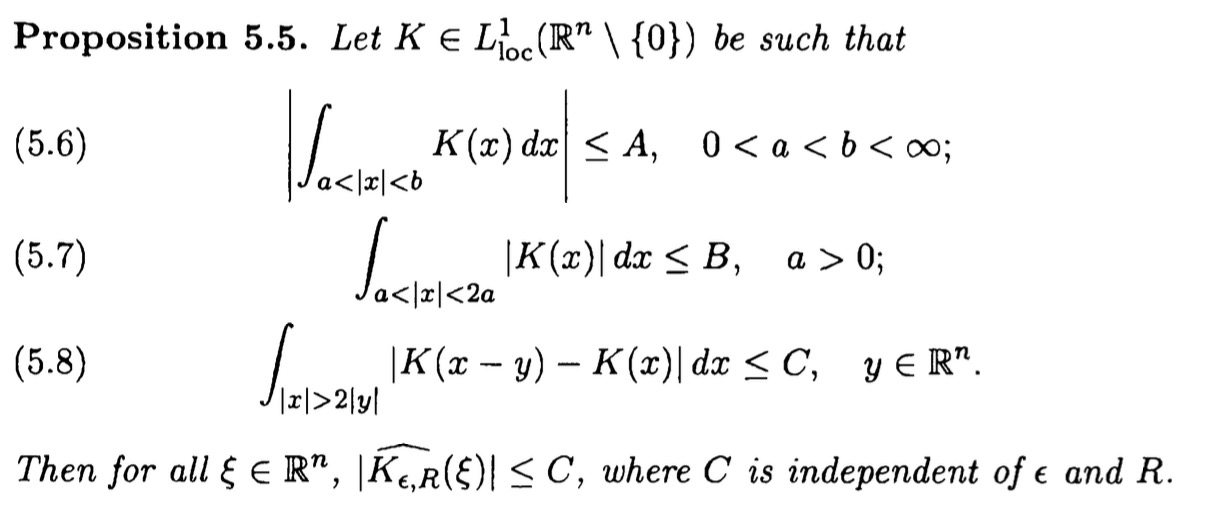 Proposition 5.5. Let K ∈ L¹_loc(ℝⁿ \ {0}) be such that
(5.6) |∫_{a<|x|<b} K(x) dx| ≤ A, 0 < a < b < ∞;
(5.7) ∫_{a<|x|<2a} |K(x)| dx ≤ B, a > 0;
(5.8) ∫_{|x|>2|y|} |K(x − y) − K(x)| dx ≤ C, y ∈ ℝⁿ.
Then for all ξ ∈ ℝⁿ, |\widehat{K_{ϵ,R}}(ξ)| ≤ C, where C is independent of ϵ and R.